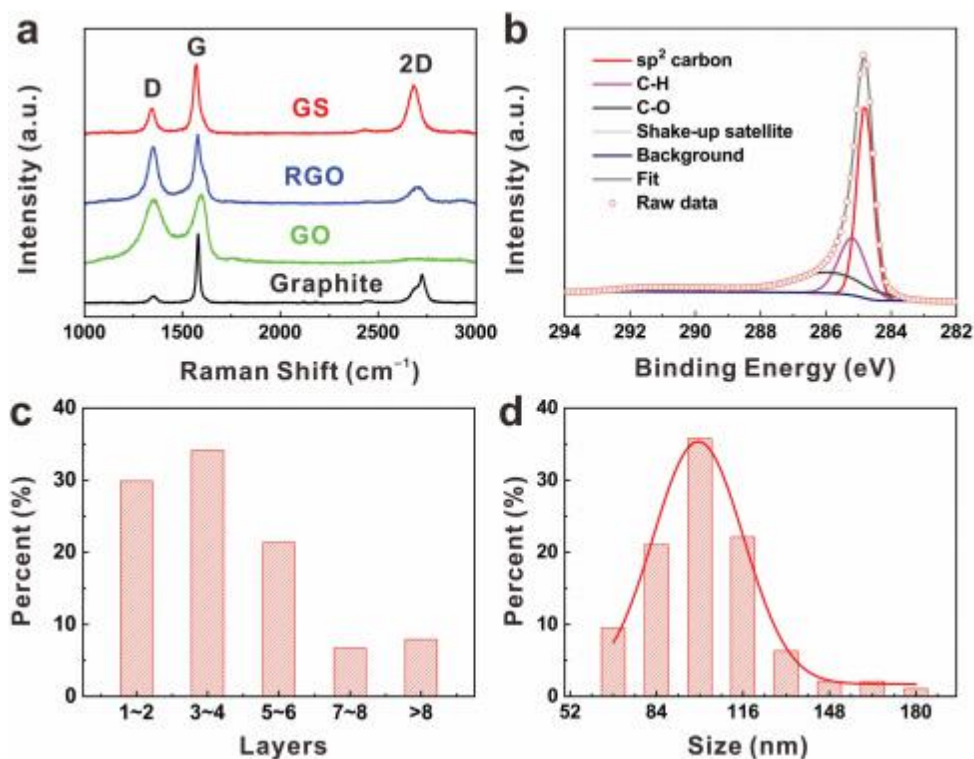 a
D
G
2D
GS
RGO
GO
Graphite
Intensity (a.u.)
1000 1500 2000 2500 3000
Raman Shift (cm⁻¹)
b
sp² carbon
C-H
C-O
Shake-up satellite
Background
Fit
Raw data
Intensity (a.u.)
294 292 290 288 286 284 282
Binding Energy (eV)
c
40
30
20
10
0
Percent (%)
1~2 3~4 5~6 7~8 >8
Layers
d
40
30
20
10
0
Percent (%)
52 84 116 148 180
Size (nm)